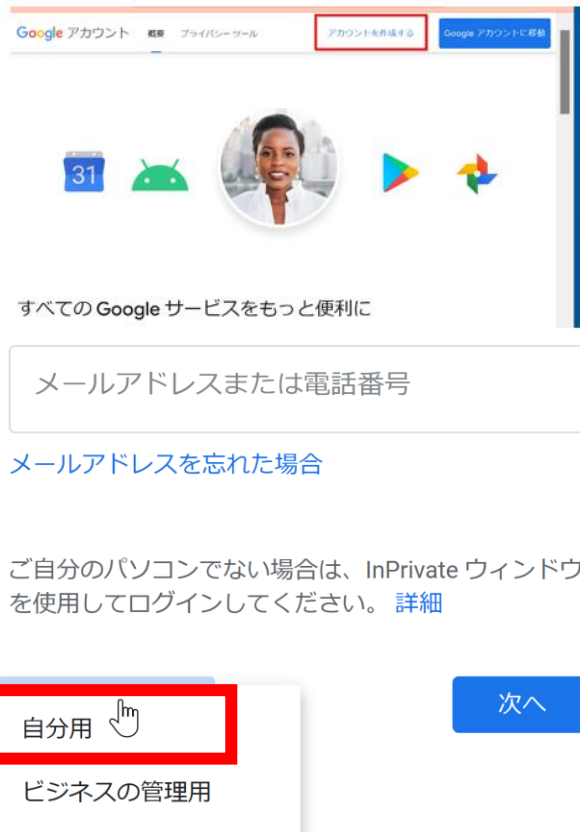 Google アカウント 概要 プライバシー ツール アカウントを作成する Google アカウントに移動
31
すべての Google サービスをもっと便利に
メールアドレスまたは電話番号
メールアドレスを忘れた場合
ご自分のパソコンでない場合は、InPrivate ウィンドウ
を使用してログインしてください。 詳細
次へ
自分用
ビジネスの管理用